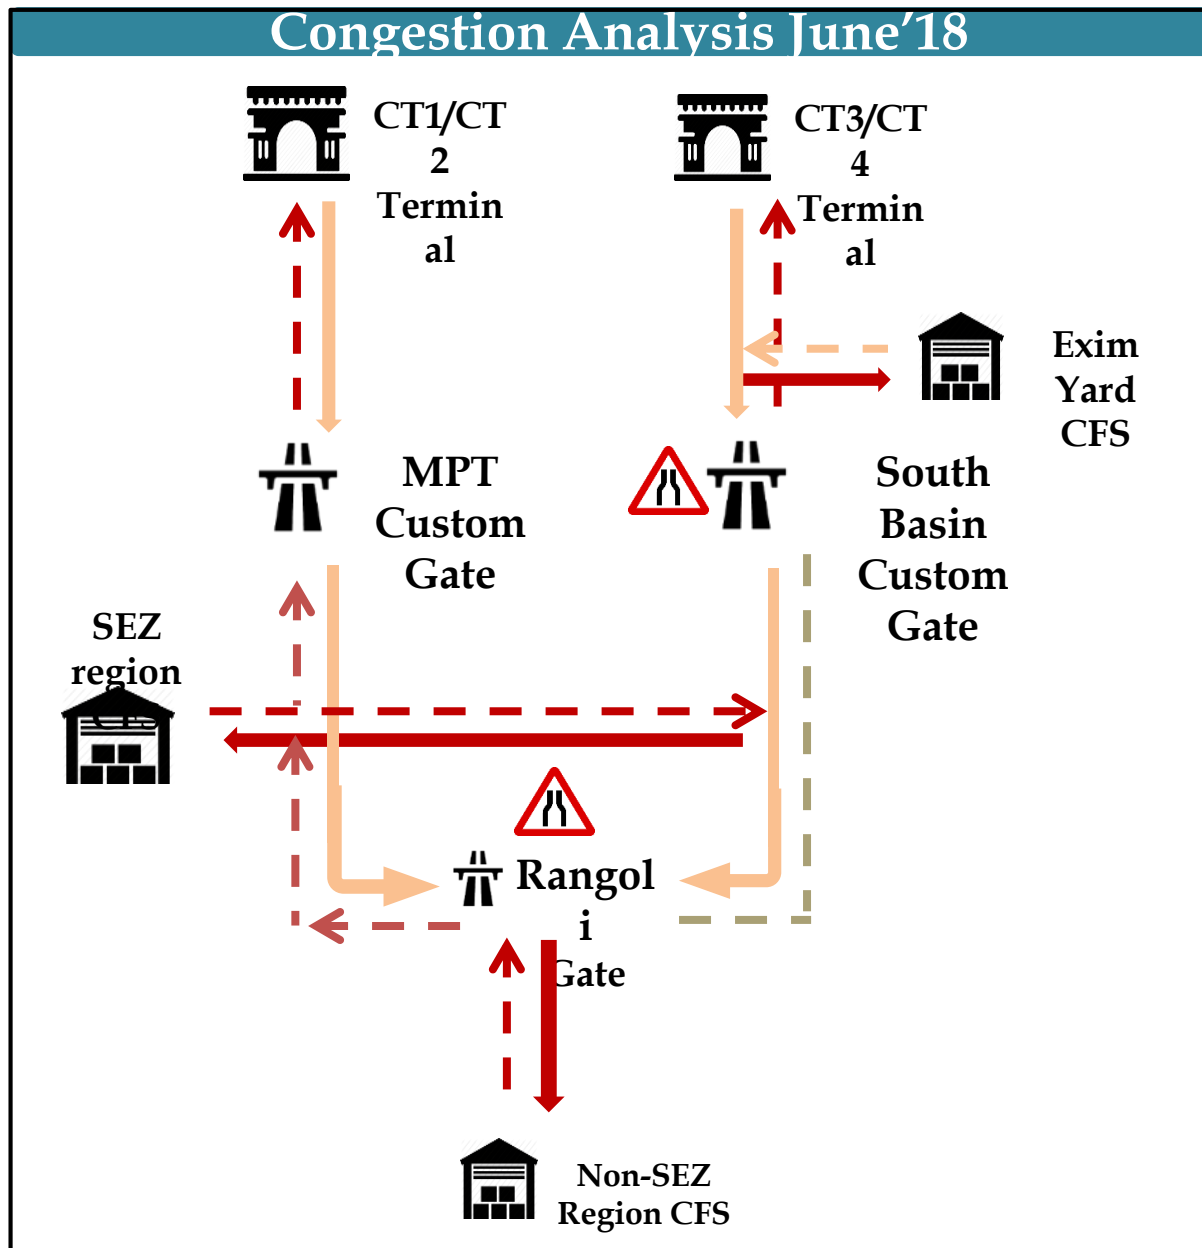 Congestion Analysis June’18
CT1/CT
2
Termin
al
CT3/CT
4
Termin
al
Exim
Yard
CFS
MPT
Custom
Gate
South
Basin
Custom
Gate
SEZ
region
CFS
Rangol
i
Gate
Non-SEZ
Region CFS